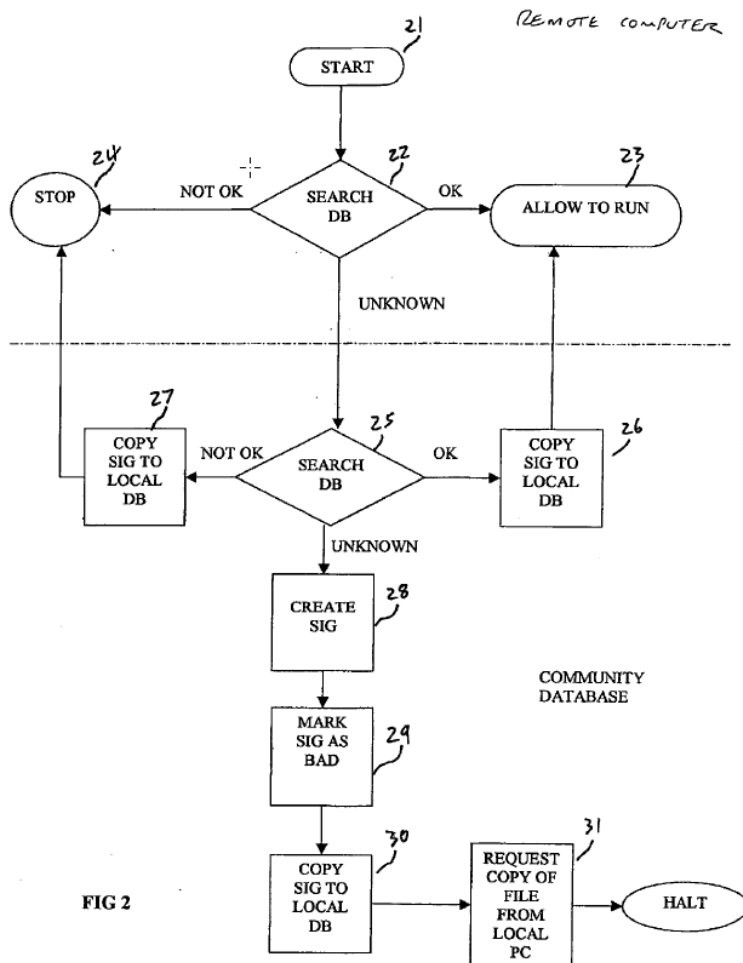 REMOTE COMPUTER
21
START
24
STOP
NOT OK
22
SEARCH
DB
OK
23
ALLOW TO RUN
UNKNOWN
27
COPY
SIG TO
LOCAL
DB
NOT OK
25
SEARCH
DB
OK
26
COPY
SIG TO
LOCAL
DB
UNKNOWN
28
CREATE
SIG
COMMUNITY
DATABASE
29
MARK
SIG AS
BAD
30
COPY
SIG TO
LOCAL
DB
31
REQUEST
COPY OF
FILE
FROM
LOCAL
PC
HALT
FIG 2